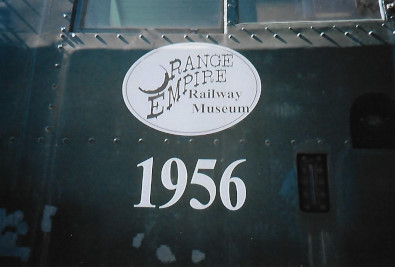 ORANGE
EMPIRE
Railway
Museum
1956